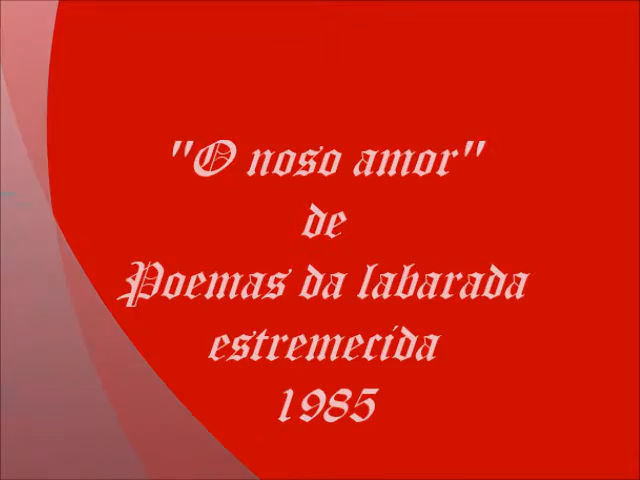 "O noso amor"
de
Poemas da labarada
estremecida
1985